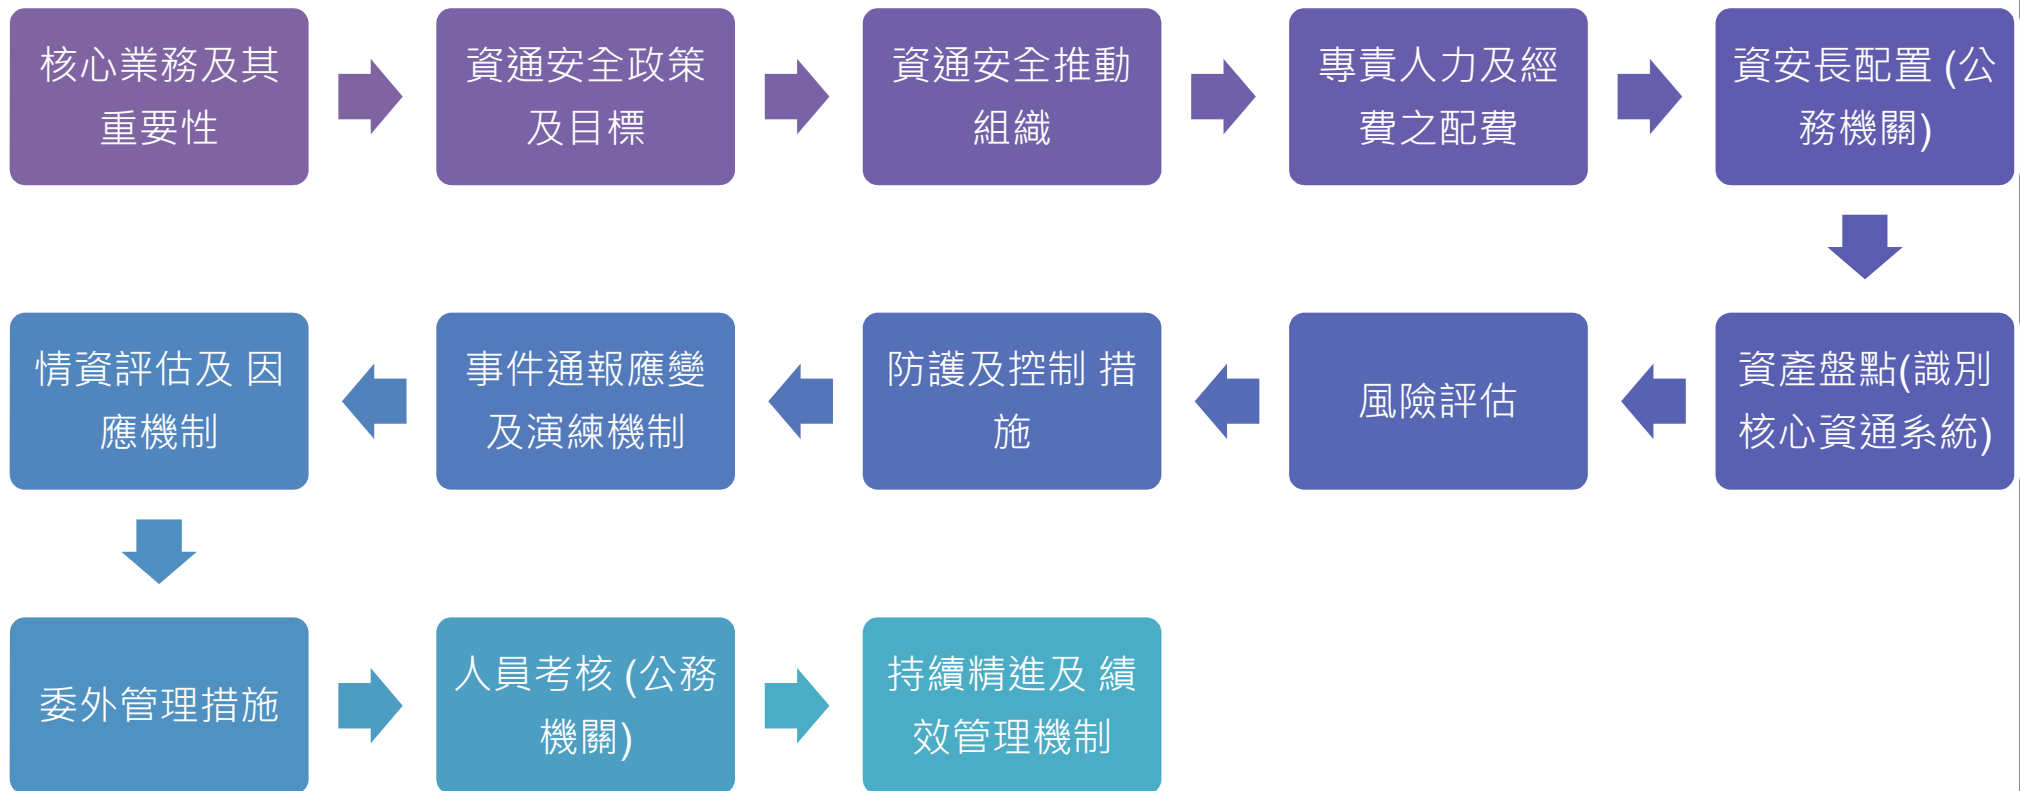 核心業務及其
重要性
資通安全政策
及目標
資通安全推動
組織
專責人力及經
費之配費
資安長配置 (公
務機關)
資產盤點(識別
核心資通系統)
風險評估
防護及控制 措
施
事件通報應變
及演練機制
情資評估及 因
應機制
委外管理措施
人員考核 (公務
機關)
持續精進及 績
效管理機制